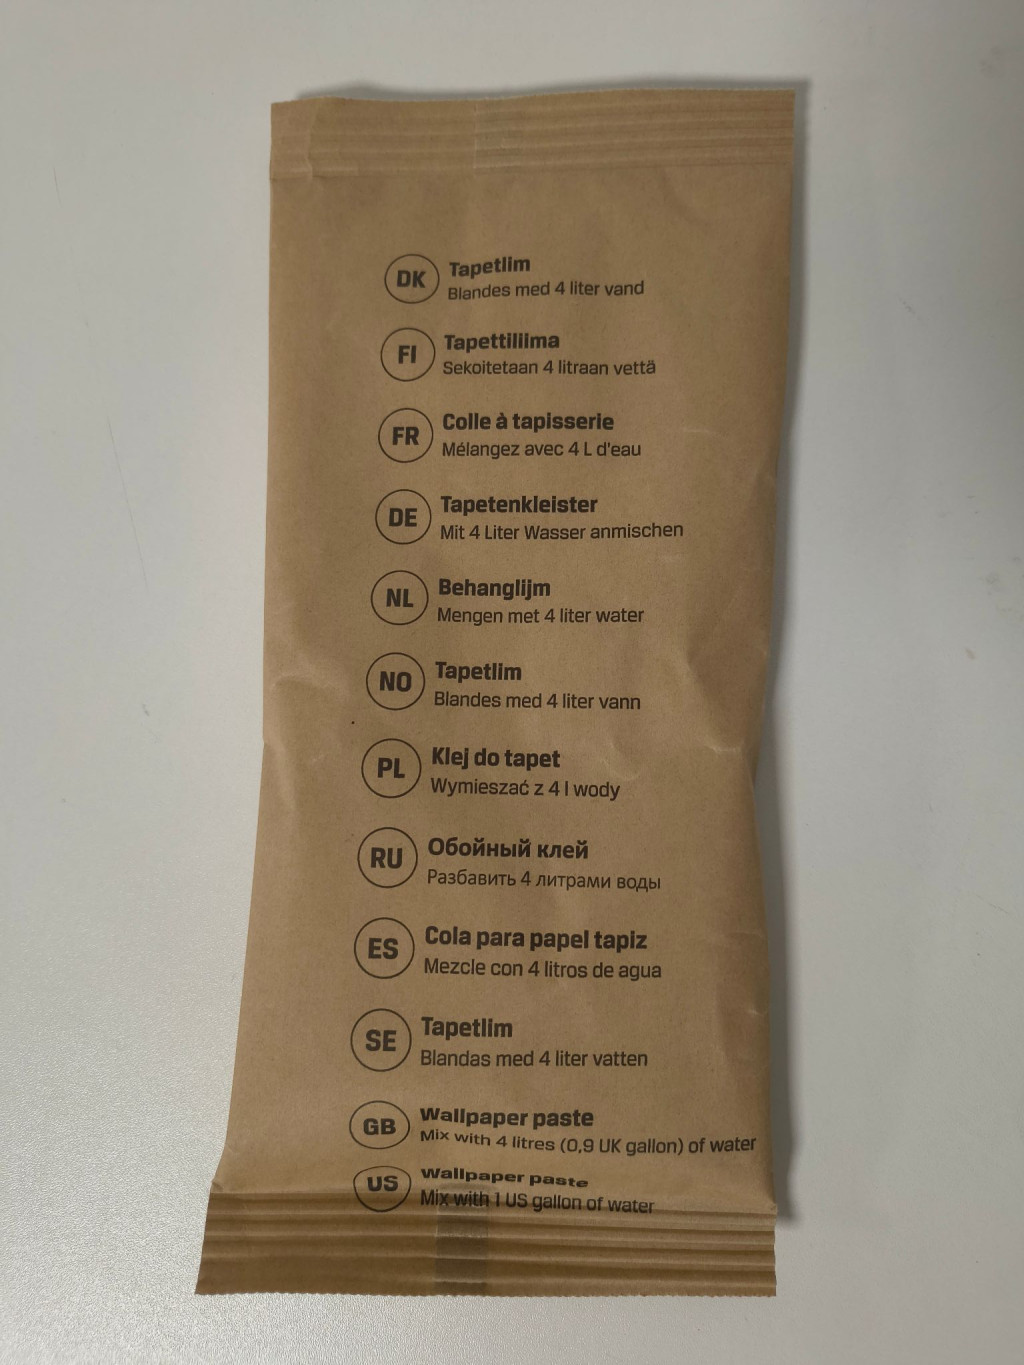 DK
Tapetlim
Blandes med 4 liter vand
FI
Tapettiliima
Sekoitetaan 4 litraan vettä
FR
Colle à tapisserie
Mélangez avec 4 L d'eau
DE
Tapetenkleister
Mit 4 Liter Wasser anmischen
NL
Behanglijm
Mengen met 4 liter water
NO
Tapetlim
Blandes med 4 liter vann
PL
Klej do tapet
Wymieszać z 4 l wody
RU
Обойный клей
Разбавить 4 литрами воды
ES
Cola para papel tapiz
Mezcle con 4 litros de agua
SE
Tapetlim
Blandas med 4 liter vatten
GB
Wallpaper paste
Mix with 4 litres (0,9 UK gallon) of water
US
Wallpaper paste
Mix with 1 US gallon of water